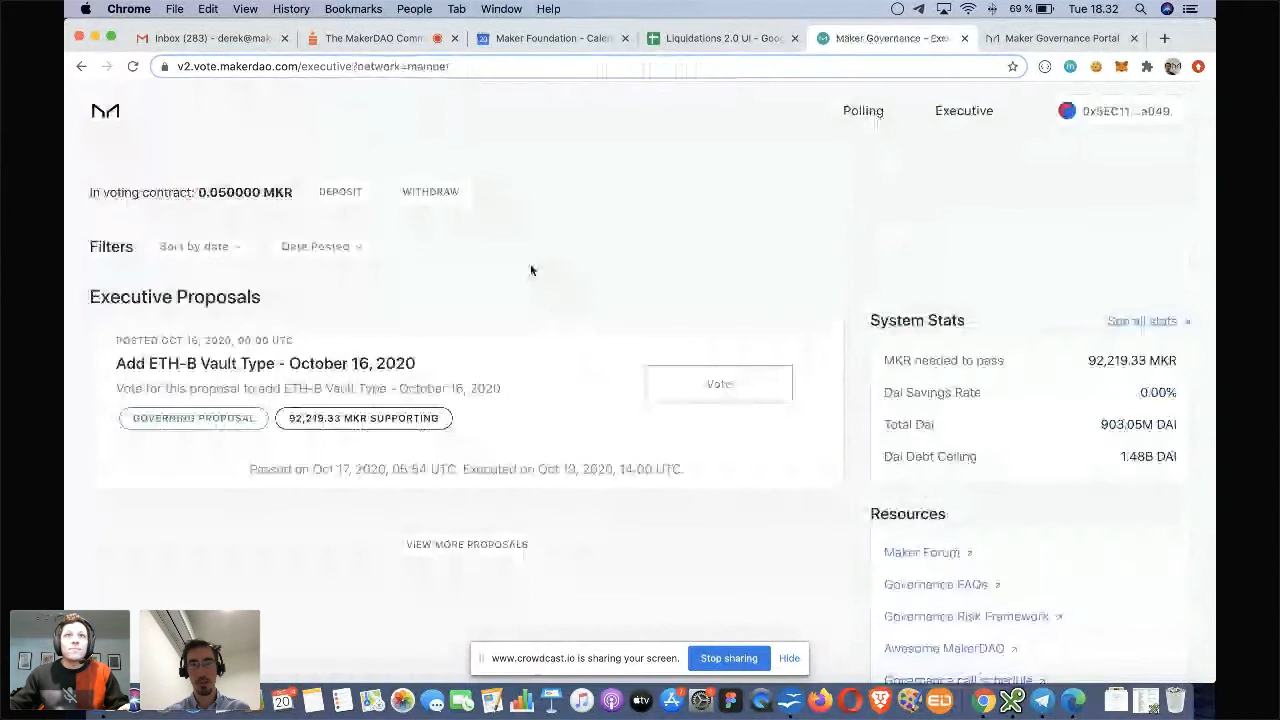 Chrome File Edit View History Bookmarks People Tab Window Help 69 % Tue 18.32
Inbox (283) - derek@mak × The MakerDAO Comm × Maker Foundation - Calen × Liquidations 2.0 UI - Goog × Maker Governance - Exe × Maker Governance Portal × +
v2.vote.makerdao.com/executive?network=mainnet
Polling Executive 0x5EC11...a049.
In voting contract: 0.050000 MKR DEPOSIT WITHDRAW
Filters Sort by date Date Posted
Executive Proposals
POSTED OCT 16, 2020, 00:00 UTC
Add ETH-B Vault Type - October 16, 2020
Vote for this proposal to add ETH-B Vault Type - October 16, 2020
Vote
GOVERNING PROPOSAL 92,219.33 MKR SUPPORTING
Passed on Oct 17, 2020, 05:54 UTC. Executed on Oct 19, 2020, 14:00 UTC.
VIEW MORE PROPOSALS
System Stats See all stats
MKR needed to pass 92,219.33 MKR
Dai Savings Rate 0.00%
Total Dai 903.05M DAI
Dai Debt Ceiling 1.48B DAI
Resources
Maker Forum
Governance FAQs
Governance Risk Framework
Awesome MakerDAO
Governance call schedule
www.crowdcast.io is sharing your screen. Stop sharing Hide
20